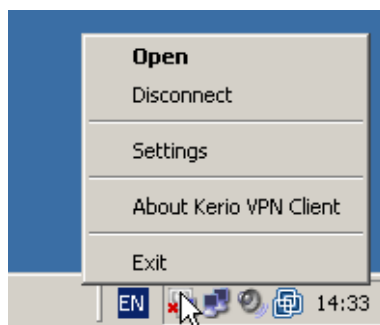 Open
Disconnect
Settings
About Kerio VPN Client
Exit
EN 14:33